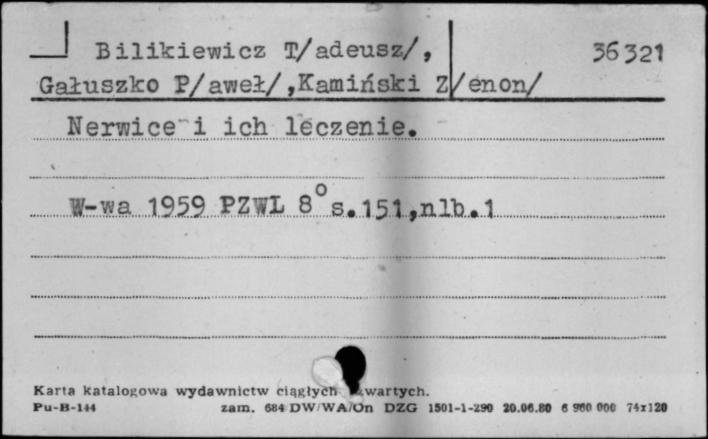 Bilikiewicz T/adeusz/, 36321
Gałuszko P/aweł/,Kamiński Z/enon/
Nerwice i ich leczenie.
W-wa 1959 PZWL 8° s.151,nlb.1
Karta katalogowa wydawnictw ciągłych wartych.
Pu-B-144 zam. 684 DW/WA/On DZG 1501-1-290 20.06.80 6 960 000 74x120